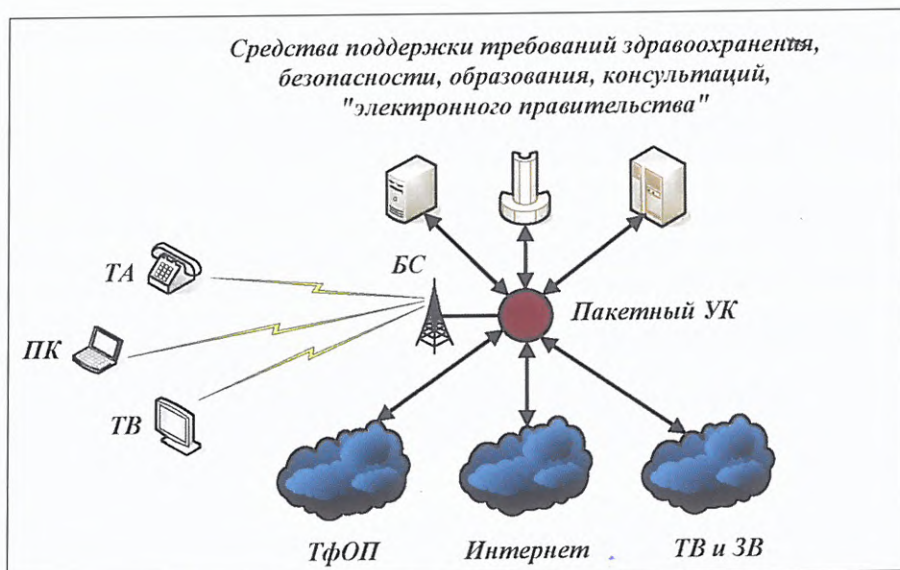 Средства поддержки требований здравоохранения,
безопасности, образования, консультаций,
"электронного правительства"
ТА
БС
ПК
Пакетный УК
ТВ
ТфОП
Интернет
ТВ и ЗВ